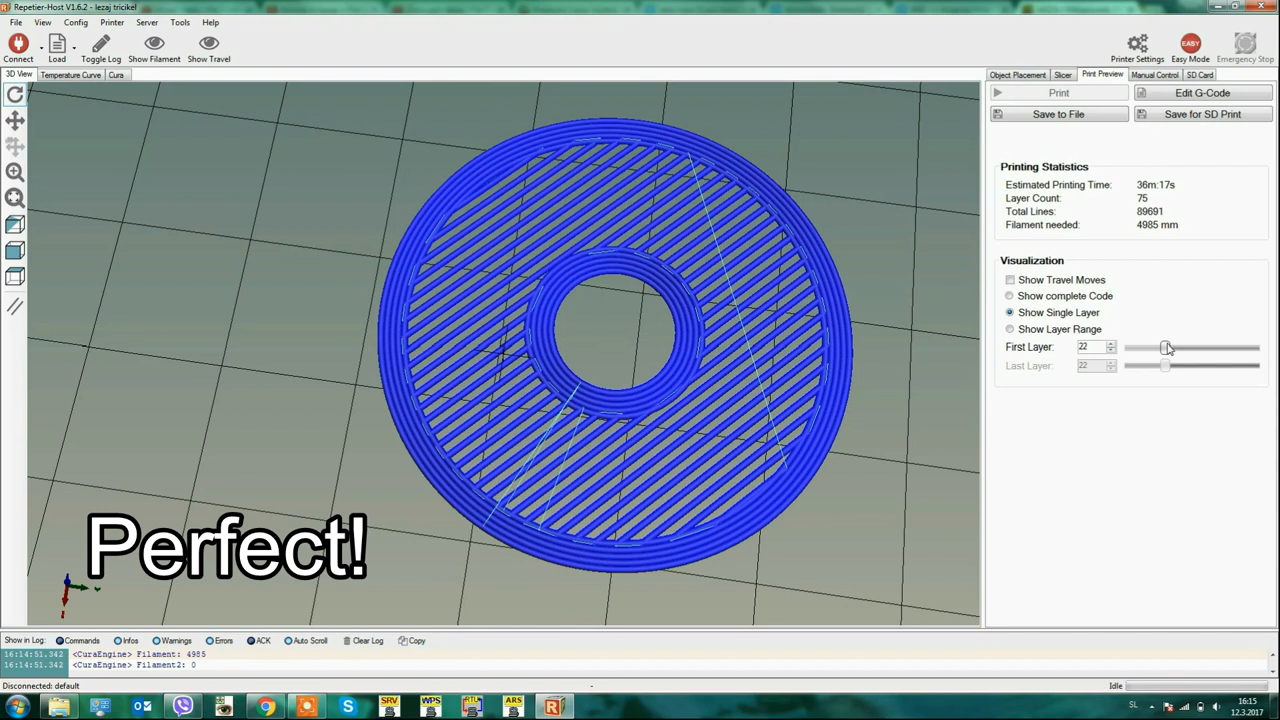 Repetier-Host V1.6.2 - lezaj tricikel
File View Config Printer Server Tools Help
Connect Load Toggle Log Show Filament Show Travel Printer Settings Easy Mode Emergency Stop
EASY
3D View Temperature Curve Cura
Object Placement Slicer Print Preview Manual Control SD Card
Print Edit G-Code
Save to File Save for SD Print
Printing Statistics
Estimated Printing Time: 36m:17s
Layer Count: 75
Total Lines: 89691
Filament needed: 4985 mm
Visualization
Show Travel Moves
Show complete Code
Show Single Layer
Show Layer Range
First Layer: 22
Last Layer: 22
Perfect!
Show in Log: Commands Infos Warnings Errors ACK Auto Scroll Clear Log Copy
16:14:51.342 <CuraEngine> Filament: 4985
16:14:51.342 <CuraEngine> Filament2: 0
Disconnected: default - Idle
SRV WPS RTL ARS
SL 16:15
12.3.2017